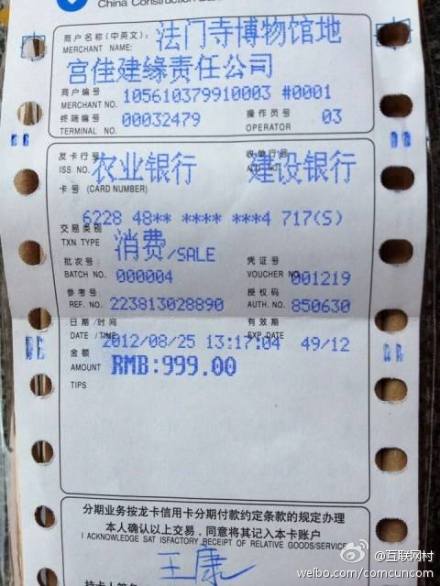 China Construction
商户名称(中英文): 法门寺博物馆地
MERCHANT NAME:
宫佳建缘责任公司
商户编号
MERCHANT NO. 105610379910003 #0001
终端编号 操作员号
TERMINAL NO. 00032479 OPERATOR 03
发卡行号 农业银行 收单行号 建设银行
ISS NO.
卡号 (CARD NUMBER)
6228 48** **** ***4 717(S)
交易类别
TXN TYPE 消费/SALE
批次号 凭证号
BATCH NO. 000004 VOUCHER NO. 001219
参考号 授权码
REF. NO. 223813028890 AUTH. NO. 850630
日期/时间 有效期
DATE / TIME 2012/08/25 13:17:04 EXP DATE 49/12
金额
AMOUNT RMB:999.00
TIPS
分期业务按龙卡信用卡分期付款约定条款的规定办理
本人确认以上交易，同意将其记入本卡账户
I ACKNOWLEDGE SAT ISFACTORY RECEIPT OF RELATIVE GOODS/SERVICE
王康
@互联网村
weibo.com/comcuncom